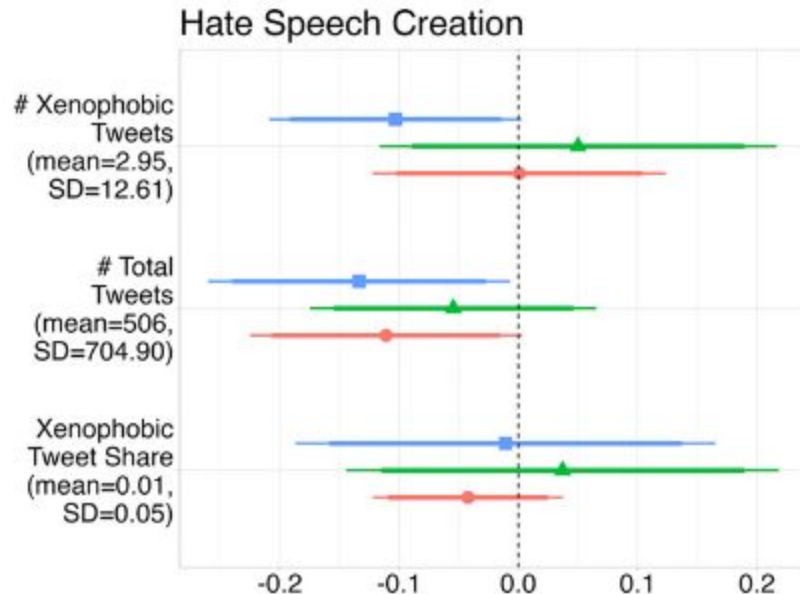 Hate Speech Creation
# Xenophobic
Tweets
(mean=2.95,
SD=12.61)
# Total
Tweets
(mean=506,
SD=704.90)
Xenophobic
Tweet Share
(mean=0.01,
SD=0.05)
-0.2 -0.1 0.0 0.1 0.2